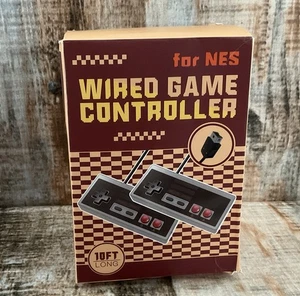 for NES
WIRED GAME
CONTROLLER
10FT
LONG